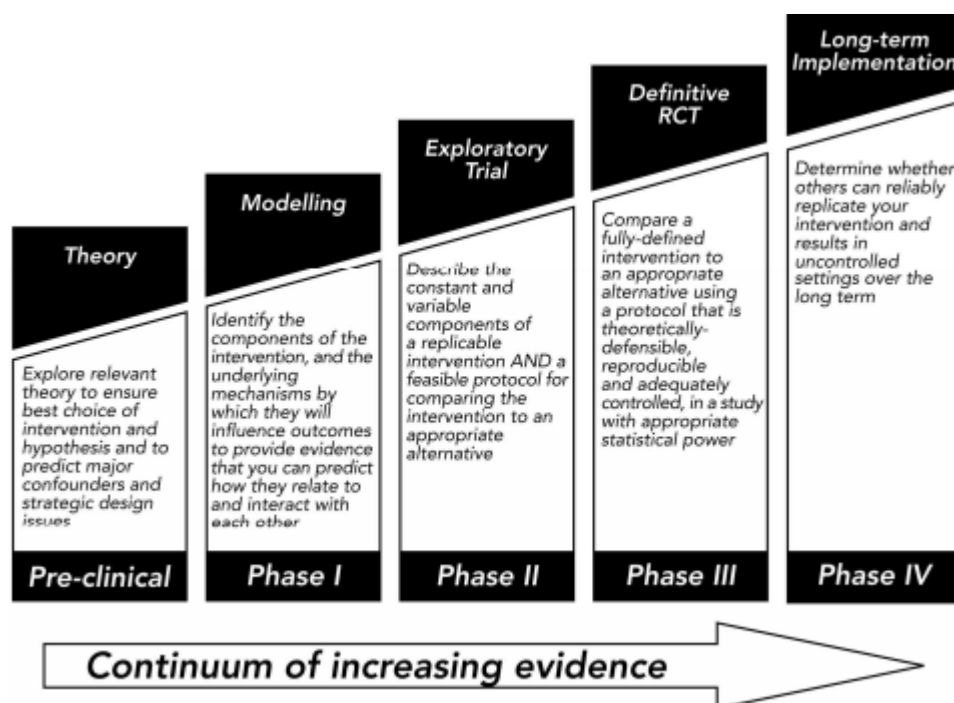 Theory
Explore relevant theory to ensure
best choice of
intervention and
hypothesis and to
predict major
confounders and
strategic design
issues
Pre-clinical
Modelling
Identify the
components of the
intervention, and the
underlying
mechanisms by
which they will
influence outcomes
to provide evidence
that you can predict
how they relate to
and interact with
each other
Phase I
Exploratory
Trial
Describe the
constant and
variable
components of
a replicable
intervention AND a
feasible protocol for
comparing the
intervention to an
appropriate
alternative
Phase II
Definitive
RCT
Compare a
fully-defined
intervention to
an appropriate
alternative using
a protocol that is
theoretically-
defensible,
reproducible
and adequately
controlled, in a study
with appropriate
statistical power
Phase III
Long-term
Implementation
Determine whether
others can reliably
replicate your
intervention and
results in
uncontrolled
settings over the
long term
Phase IV
Continuum of increasing evidence